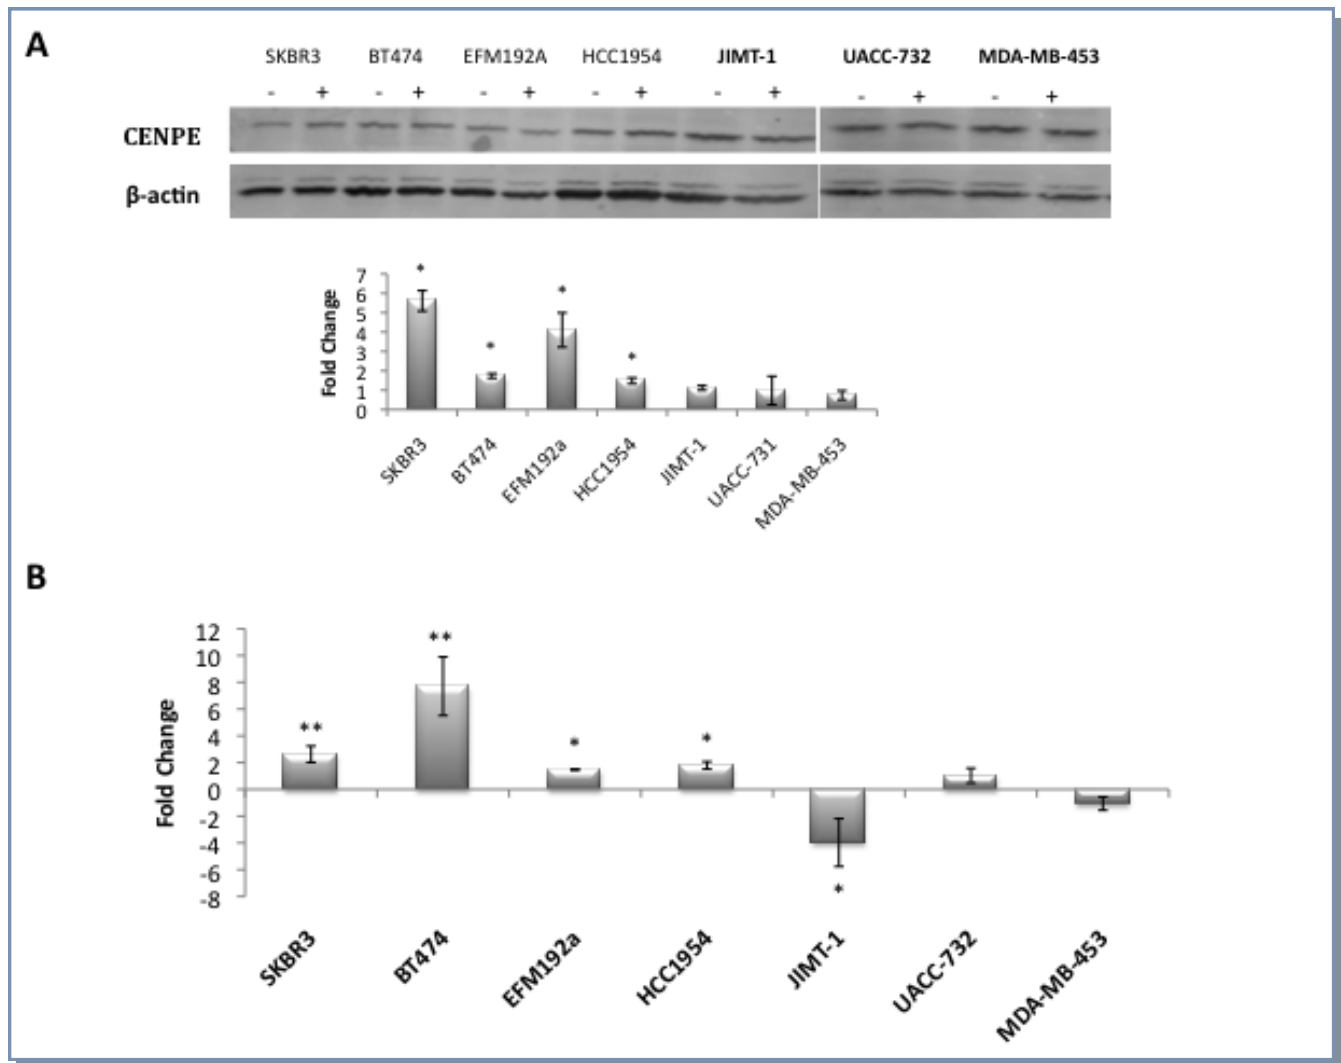 A
SKBR3 BT474 EFM192A HCC1954 JIMT-1 UACC-732 MDA-MB-453
- + - + - + - + - + - + - +
CENPE
β-actin
Fold Change
7
6
5
4
3
2
1
0
* * * *
SKBR3 BT474 EFM192a HCC1954 JIMT-1 UACC-731 MDA-MB-453
B
Fold Change
12
10
8
6
4
2
0
-2
-4
-6
-8
** ** * * *
SKBR3 BT474 EFM192a HCC1954 JIMT-1 UACC-732 MDA-MB-453